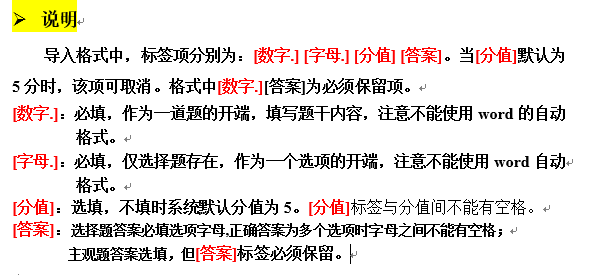 ➢ 说明
导入格式中，标签项分别为：[数字.] [字母.] [分值] [答案]。当[分值]默认为
5分时，该项可取消。格式中[数字.][答案]为必须保留项。
[数字.]：必填，作为一道题的开端，填写题干内容，注意不能使用 word 的自动
格式。
[字母.]：必填，仅选择题存在，作为一个选项的开端，注意不能使用 word 自动
格式。
[分值]：选填，不填时系统默认分值为 5。[分值]标签与分值间不能有空格。
[答案]：选择题答案必填选项字母,正确答案为多个选项时字母之间不能有空格；
主观题答案选填，但[答案]标签必须保留。